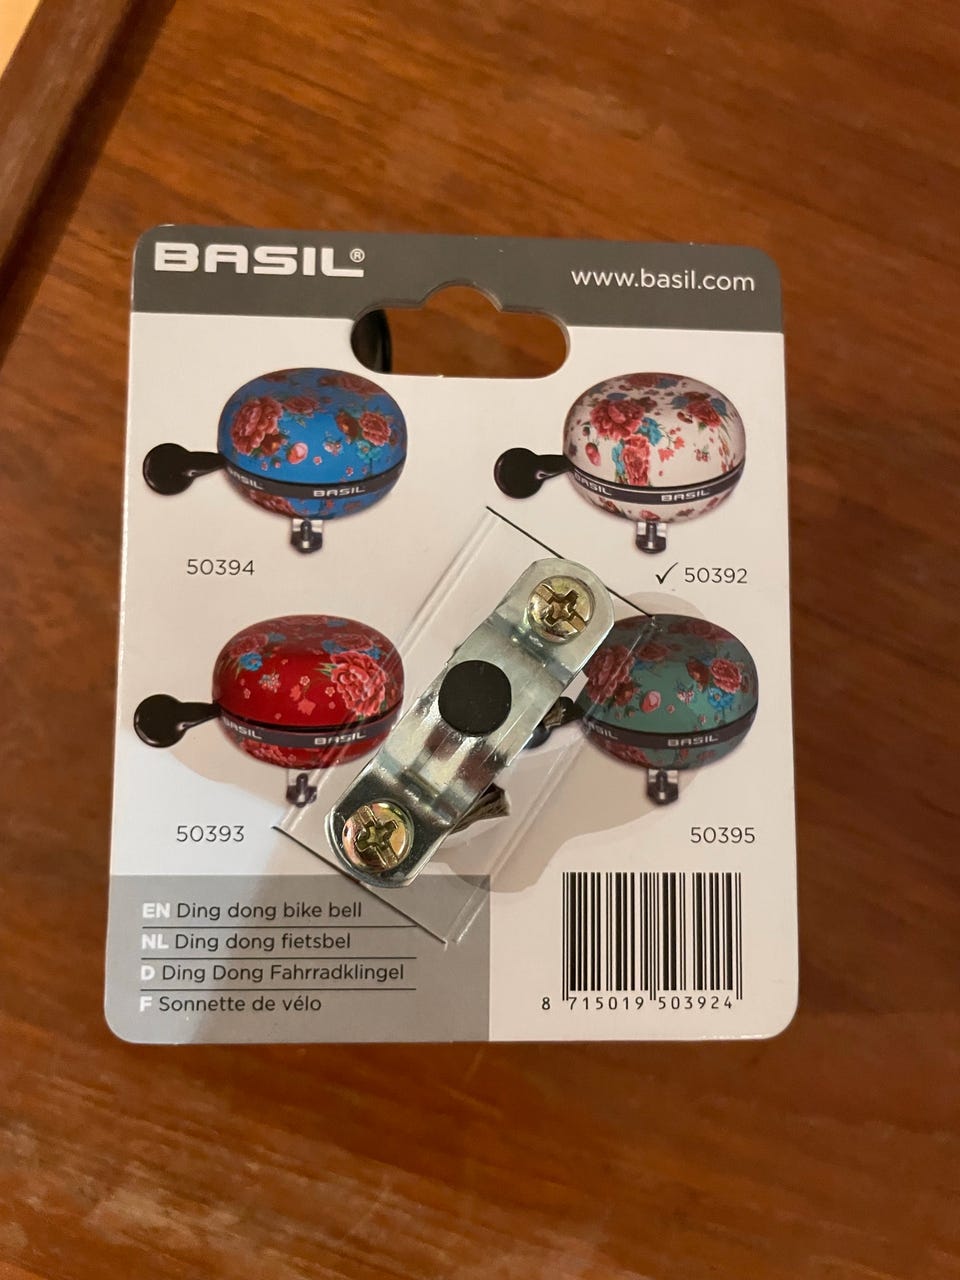 BASIL®
www.basil.com
BASIL BASIL
BASIL BASIL
50394
✓ 50392
BASIL BASIL
BASIL
50393
50395
EN Ding dong bike bell
NL Ding dong fietsbel
D Ding Dong Fahrradklingel
F Sonnette de vélo
8 715019 503924